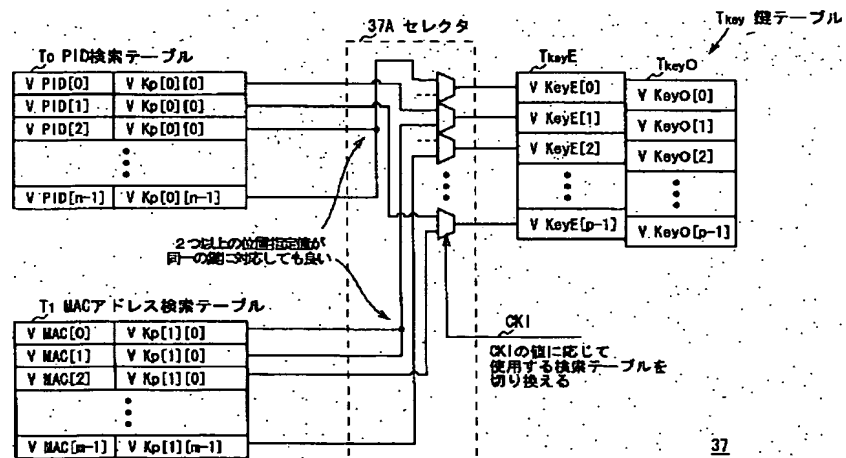 37A セレクタ
Tkey 鍵テーブル
T0 PID検索テーブル
V PID[0] V Kp[0][0]
V PID[1] V Kp[0][0]
V PID[2] V Kp[0][0]
V PID[n-1] V Kp[0][n-1]
TkeyE
V KeyE[0]
V KeyE[1]
V KeyE[2]
V KeyE[p-1]
TkeyO
V KeyO[0]
V KeyO[1]
V KeyO[2]
V KeyO[p-1]
2つ以上の位置指定値が
同一の鍵に対応しても良い
T1 MACアドレス検索テーブル
V MAC[0] V Kp[1][0]
V MAC[1] V Kp[1][0]
V MAC[2] V Kp[1][0]
V MAC[m-1] V Kp[1][m-1]
CKI
CKIの値に応じて
使用する検索テーブルを
切り換える
37